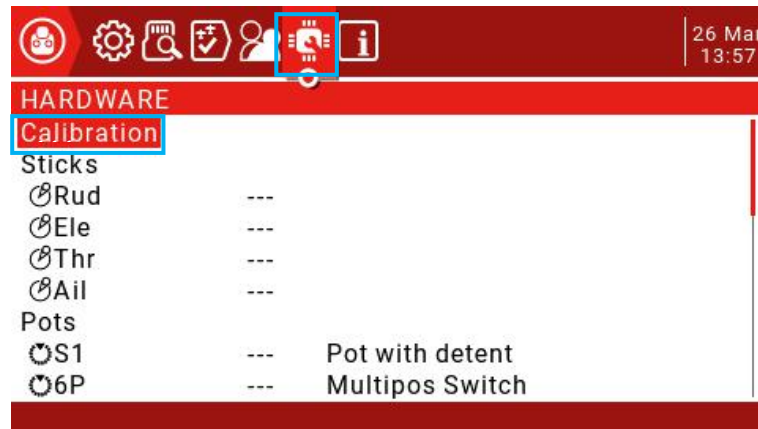 26 Mar
13:57
HARDWARE
Calibration
Sticks
Rud ---
Ele ---
Thr ---
Ail ---
Pots
S1 --- Pot with detent
6P --- Multipos Switch